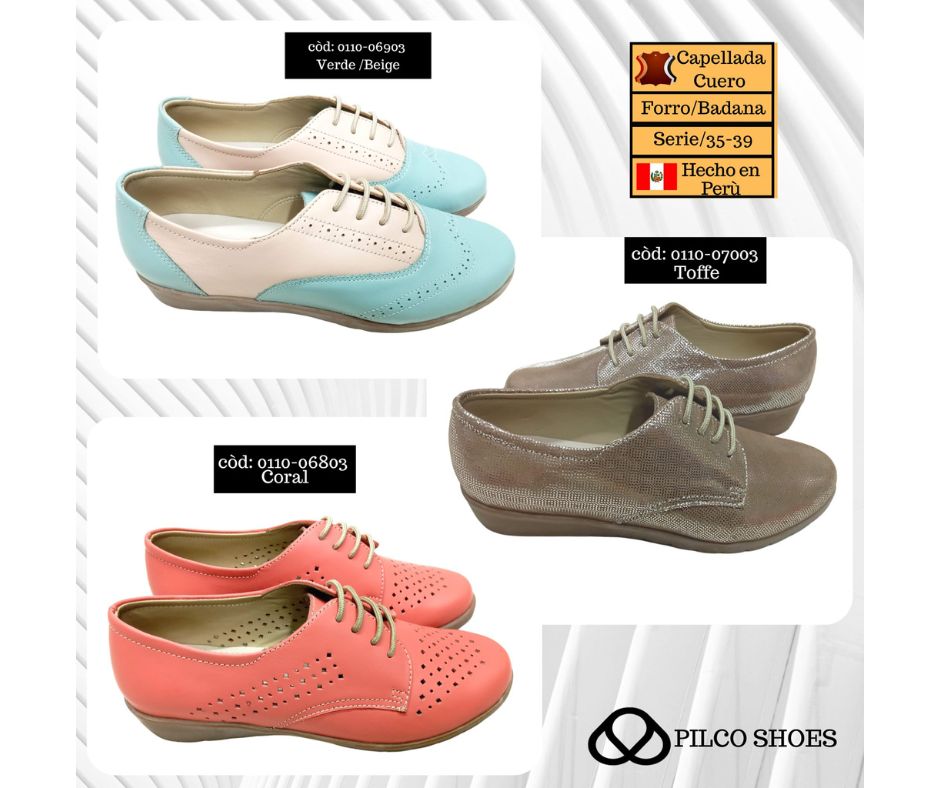 còd: 0110-06903
Verde /Beige
Capellada
Cuero
Forro/Badana
Serie/35-39
Hecho en
Perù
còd: 0110-07003
Toffe
còd: 0110-06803
Coral
PILCO SHOES